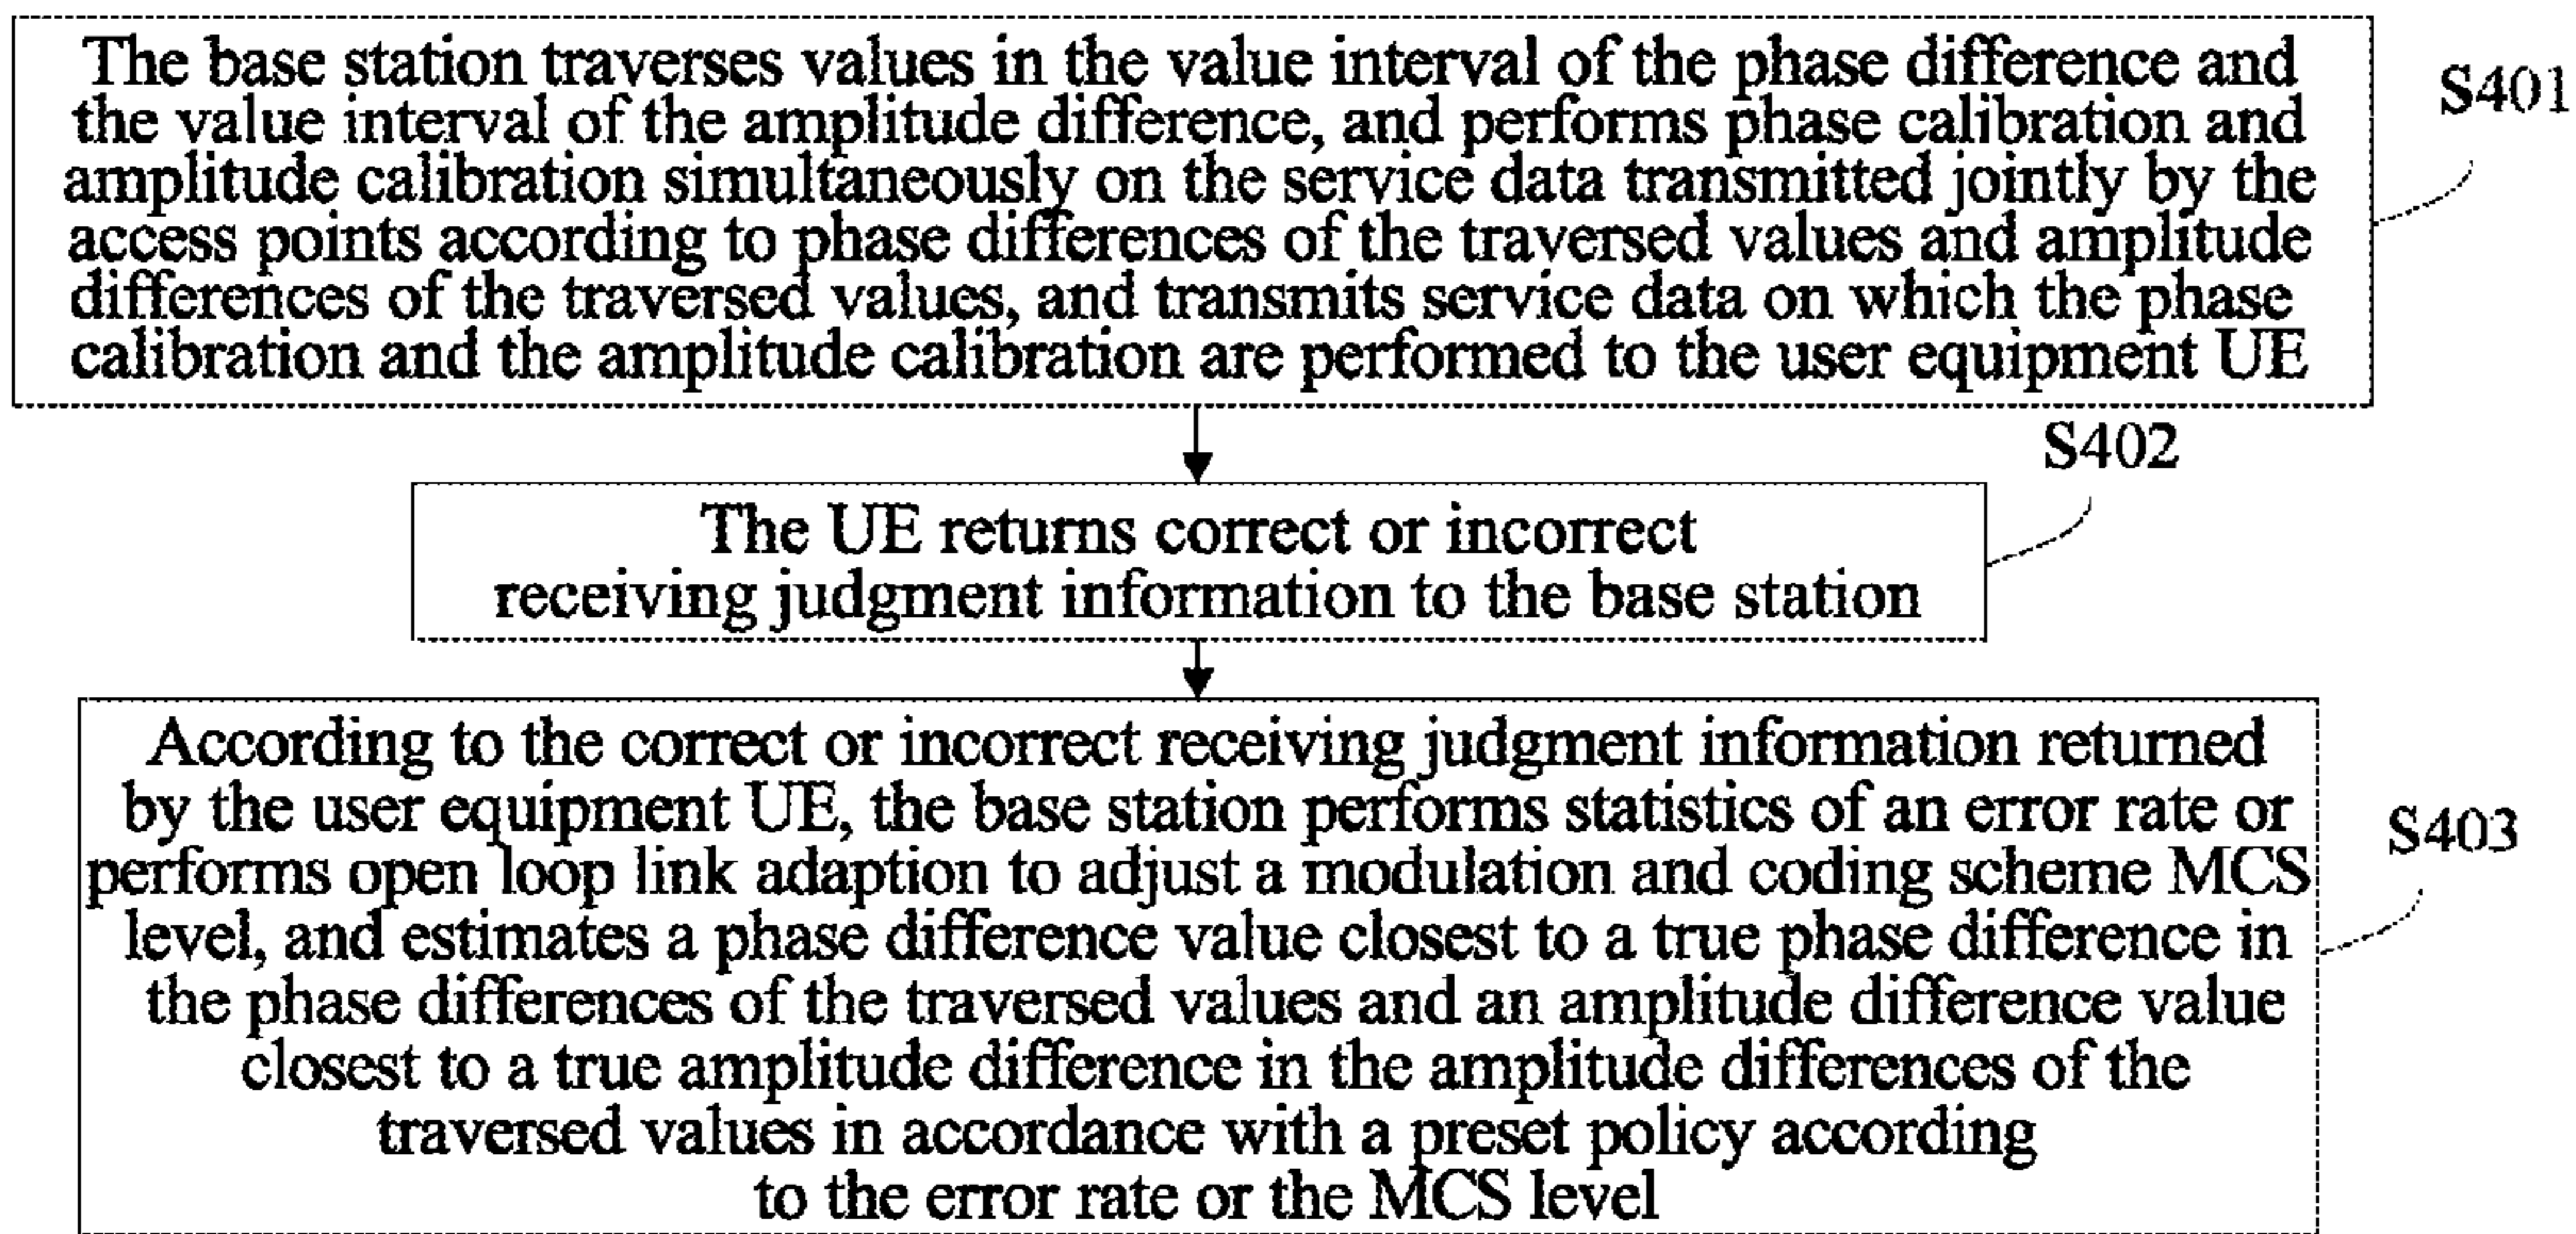 The base station traverses values in the value interval of the phase difference and
the value interval of the amplitude difference, and performs phase calibration and
amplitude calibration simultaneously on the service data transmitted jointly by the
access points according to phase differences of the traversed values and amplitude
differences of the traversed values, and transmits service data on which the phase
calibration and the amplitude calibration are performed to the user equipment UE
S401
S402
The UE returns correct or incorrect
receiving judgment information to the base station
According to the correct or incorrect receiving judgment information returned
by the user equipment UE, the base station performs statistics of an error rate or
performs open loop link adaption to adjust a modulation and coding scheme MCS
level, and estimates a phase difference value closest to a true phase difference in
the phase differences of the traversed values and an amplitude difference value
closest to a true amplitude difference in the amplitude differences of the
traversed values in accordance with a preset policy according
to the error rate or the MCS level
S403